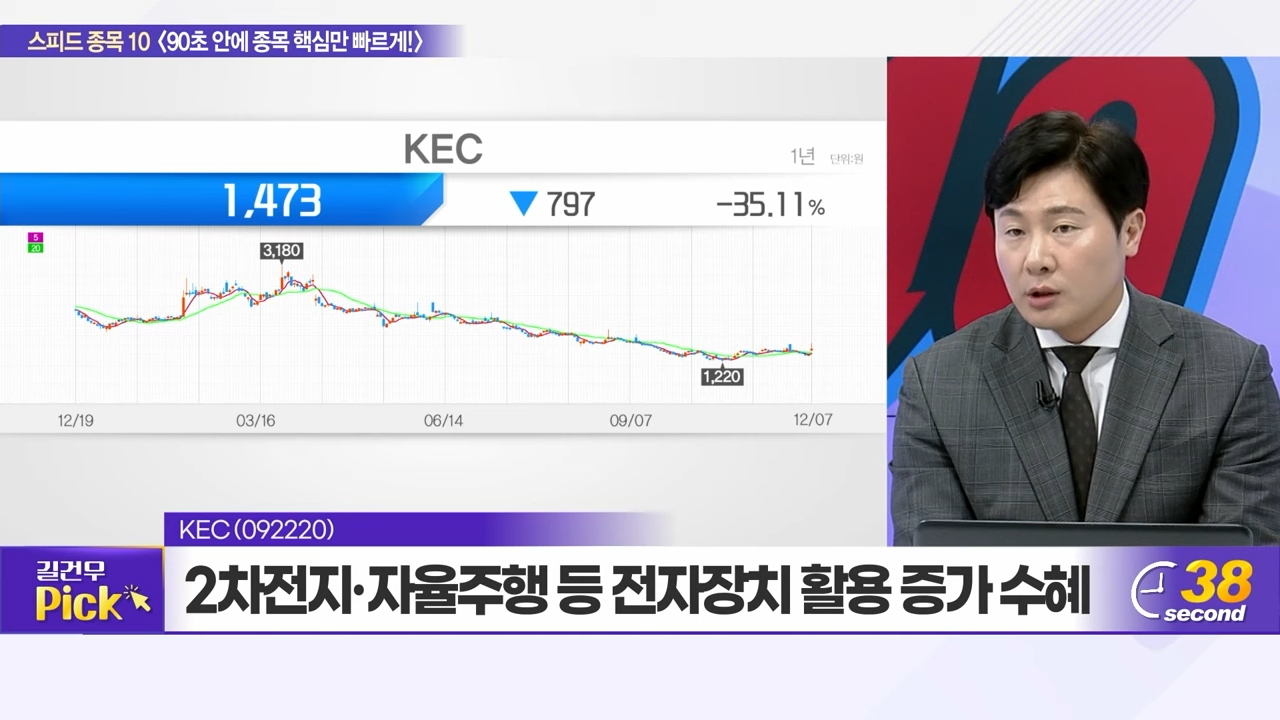 스피드 종목 10 〈90초 안에 종목 핵심만 빠르게!〉
KEC
1년 단위:원
1,473 ▼ 797 -35.11%
5
20
3,180
1,220
12/19 03/16 06/14 09/07 12/07
KEC (092220)
길건무
Pick
2차전지·자율주행 등 전자장치 활용 증가 수혜
38
second